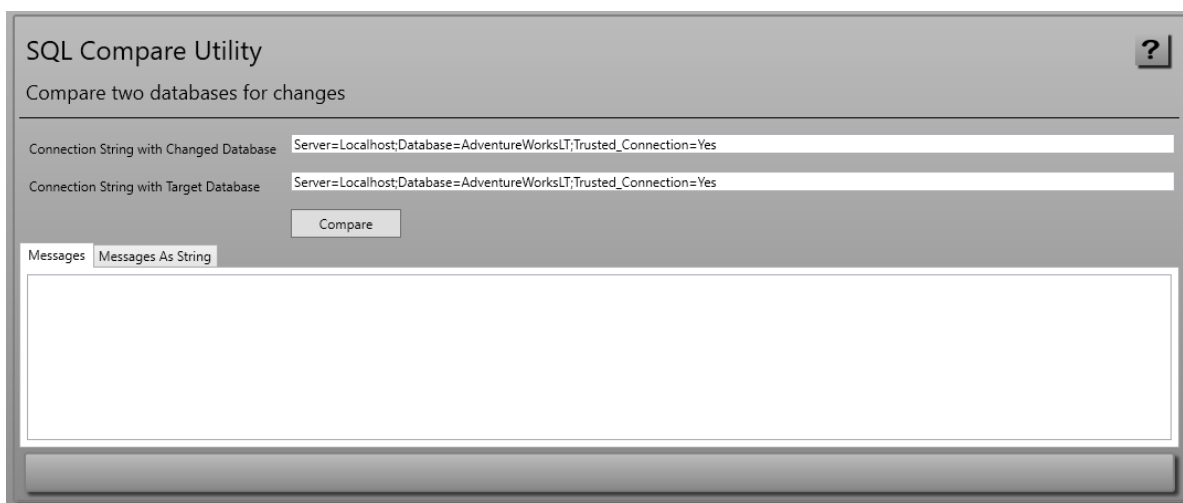 SQL Compare Utility
?
Compare two databases for changes
Connection String with Changed Database Server=Localhost;Database=AdventureWorksLT;Trusted_Connection=Yes
Connection String with Target Database Server=Localhost;Database=AdventureWorksLT;Trusted_Connection=Yes
Compare
Messages Messages As String